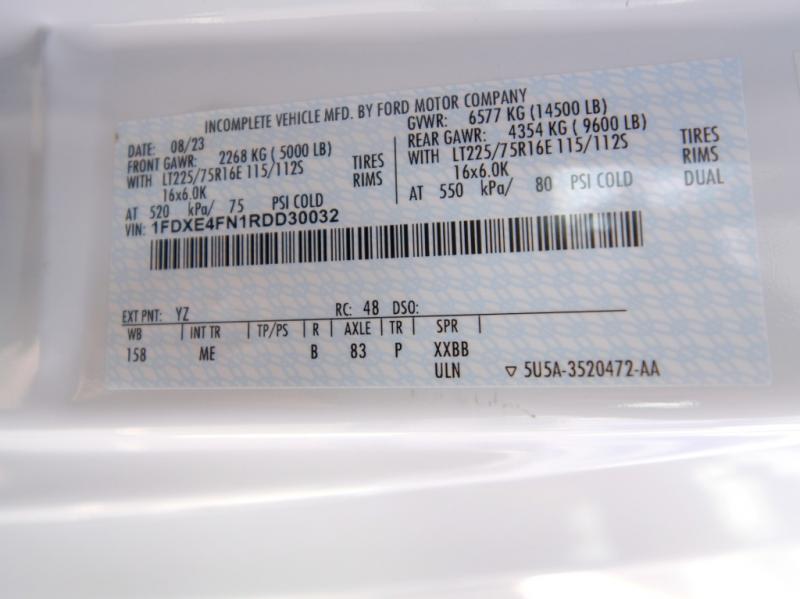 INCOMPLETE VEHICLE MFD. BY FORD MOTOR COMPANY
DATE: 08/23
GVWR: 6577 KG (14500 LB)
FRONT GAWR: 2268 KG (5000 LB)
REAR GAWR: 4354 KG (9600 LB)
WITH LT225/75R16E 115/112S TIRES
WITH LT225/75R16E 115/112S TIRES
16x6.0K RIMS
16x6.0K RIMS
AT 520 kPa/ 75 PSI COLD
AT 550 kPa/ 80 PSI COLD DUAL
VIN: 1FDXE4FN1RDD30032
EXT PNT: YZ RC: 48 DSO:
WB INT TR TP/PS R AXLE TR SPR
158 ME B 83 P XXBB
ULN ▽ 5U5A-3520472-AA